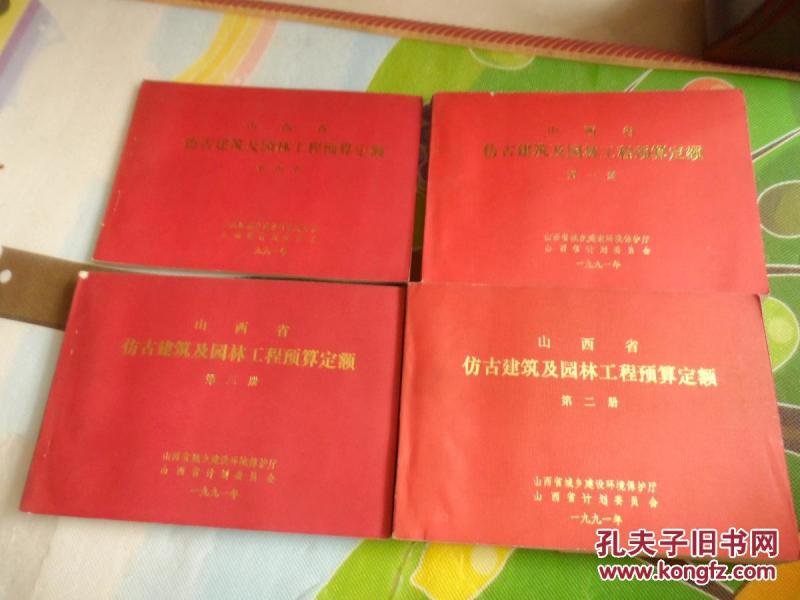 山西省
仿古建筑及园林工程预算定额
一九九一年
山西省
仿古建筑及园林工程预算定额
第一册
山西省城乡建设环境保护厅
山西省计划委员会
一九九一年
山西省
仿古建筑及园林工程预算定额
第三册
山西省城乡建设环境保护厅
山西省计划委员会
一九九一年
山西省
仿古建筑及园林工程预算定额
第二册
山西省城乡建设环境保护厅
山西省计划委员会
一九九一年
孔夫子旧书网
www.kongfz.com